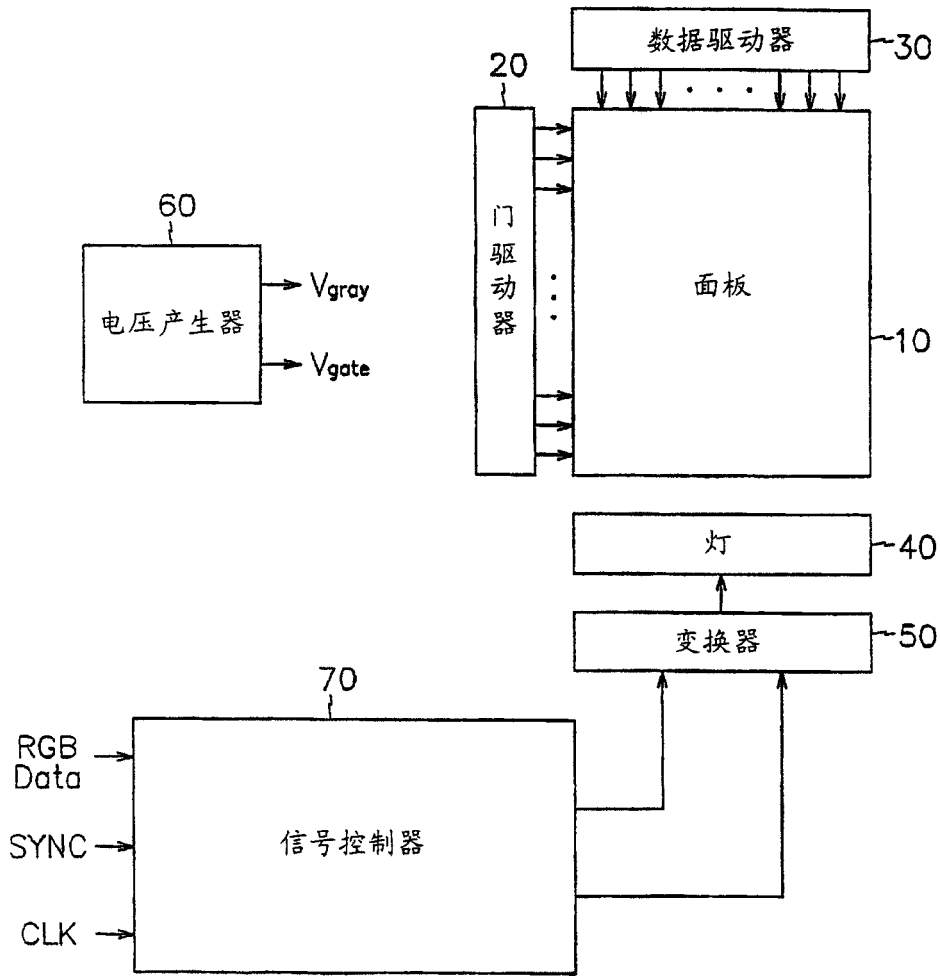 数据驱动器
30
20
门驱动器
面板
10
60
电压产生器
Vgray
Vgate
灯
40
变换器
50
70
RGB
Data
SYNC
CLK
信号控制器